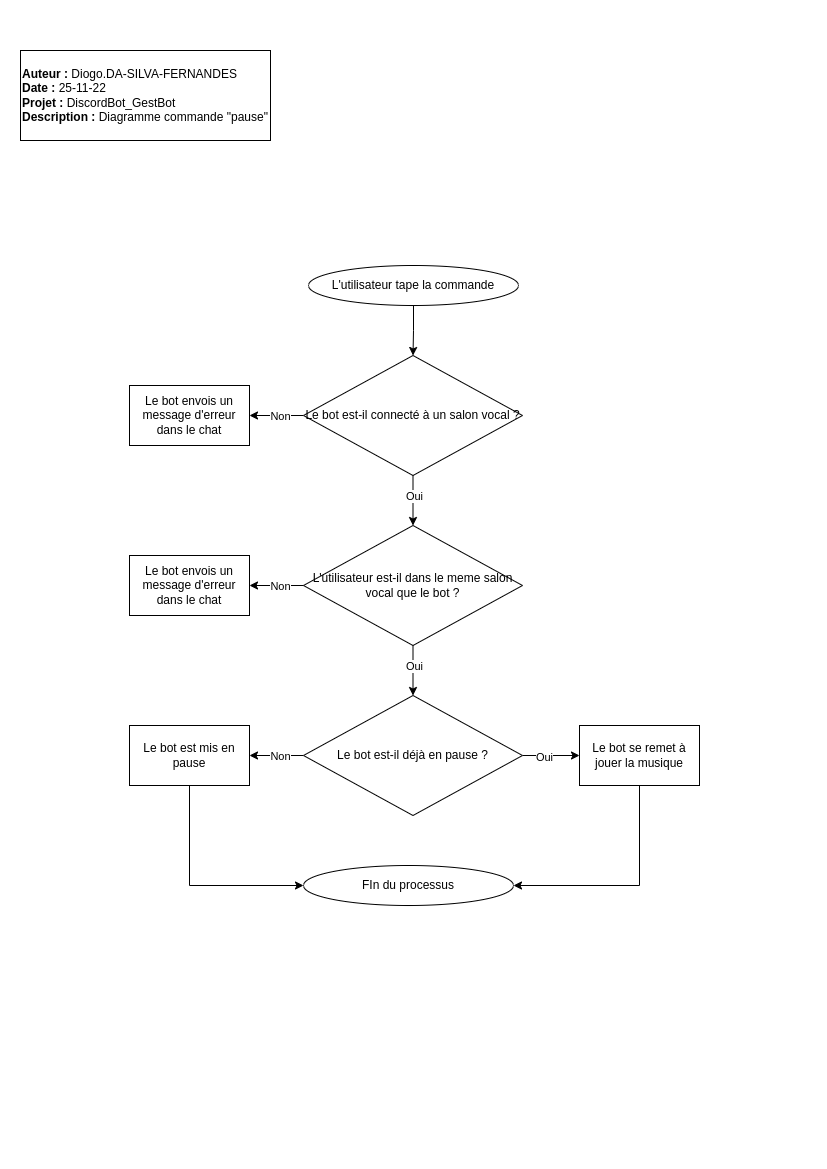 Auteur : Diogo.DA-SILVA-FERNANDES
Date : 25-11-22
Projet : DiscordBot_GestBot
Description : Diagramme commande "pause"
L'utilisateur tape la commande
Le bot est-il connecté à un salon vocal ?
Non
Le bot envois un
message d'erreur
dans le chat
Oui
L'utilisateur est-il dans le meme salon
vocal que le bot ?
Non
Le bot envois un
message d'erreur
dans le chat
Oui
Le bot est-il déjà en pause ?
Non
Le bot est mis en
pause
Oui
Le bot se remet à
jouer la musique
FIn du processus